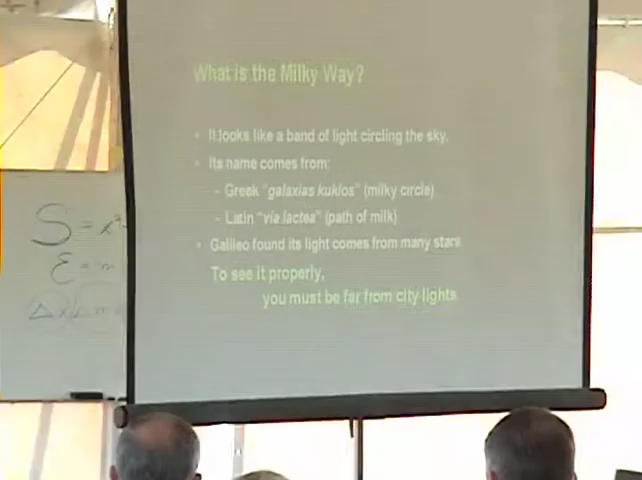 What is the Milky Way?
• It looks like a band of light circling the sky.
• Its name comes from:
– Greek "galaxias kuklos" (milky circle)
– Latin "via lactea" (path of milk)
• Galileo found its light comes from many stars
To see it properly,
you must be far from city lights
S =
ε =